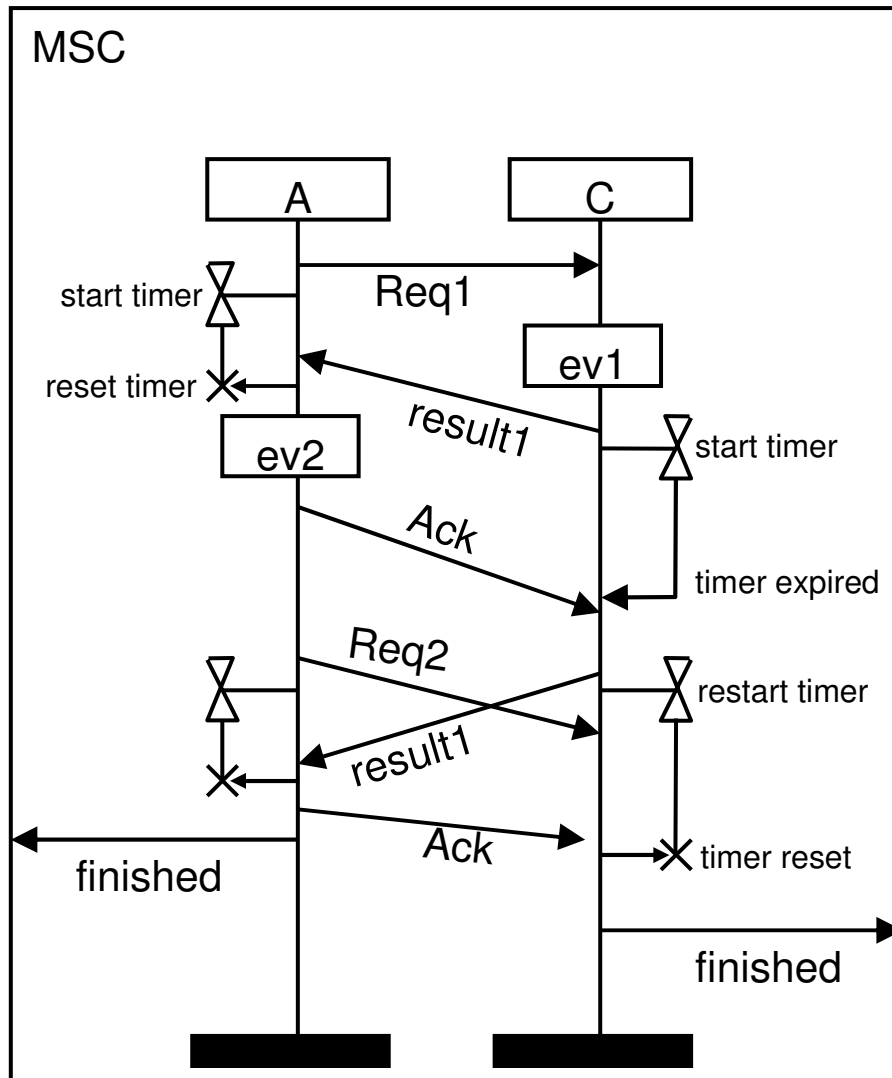 MSC
A
C
Req1
start timer
ev1
reset timer
result1
ev2
start timer
Ack
timer expired
Req2
restart timer
result1
Ack
timer reset
finished
finished